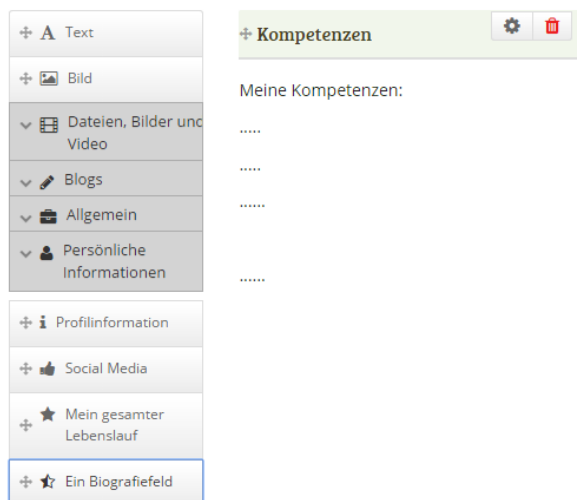 Text
Bild
Dateien, Bilder und
Video
Blogs
Allgemein
Persönliche
Informationen
Profilinformation
Social Media
Mein gesamter
Lebenslauf
Ein Biografiefeld
Kompetenzen
Meine Kompetenzen:
.....
.....
......
......